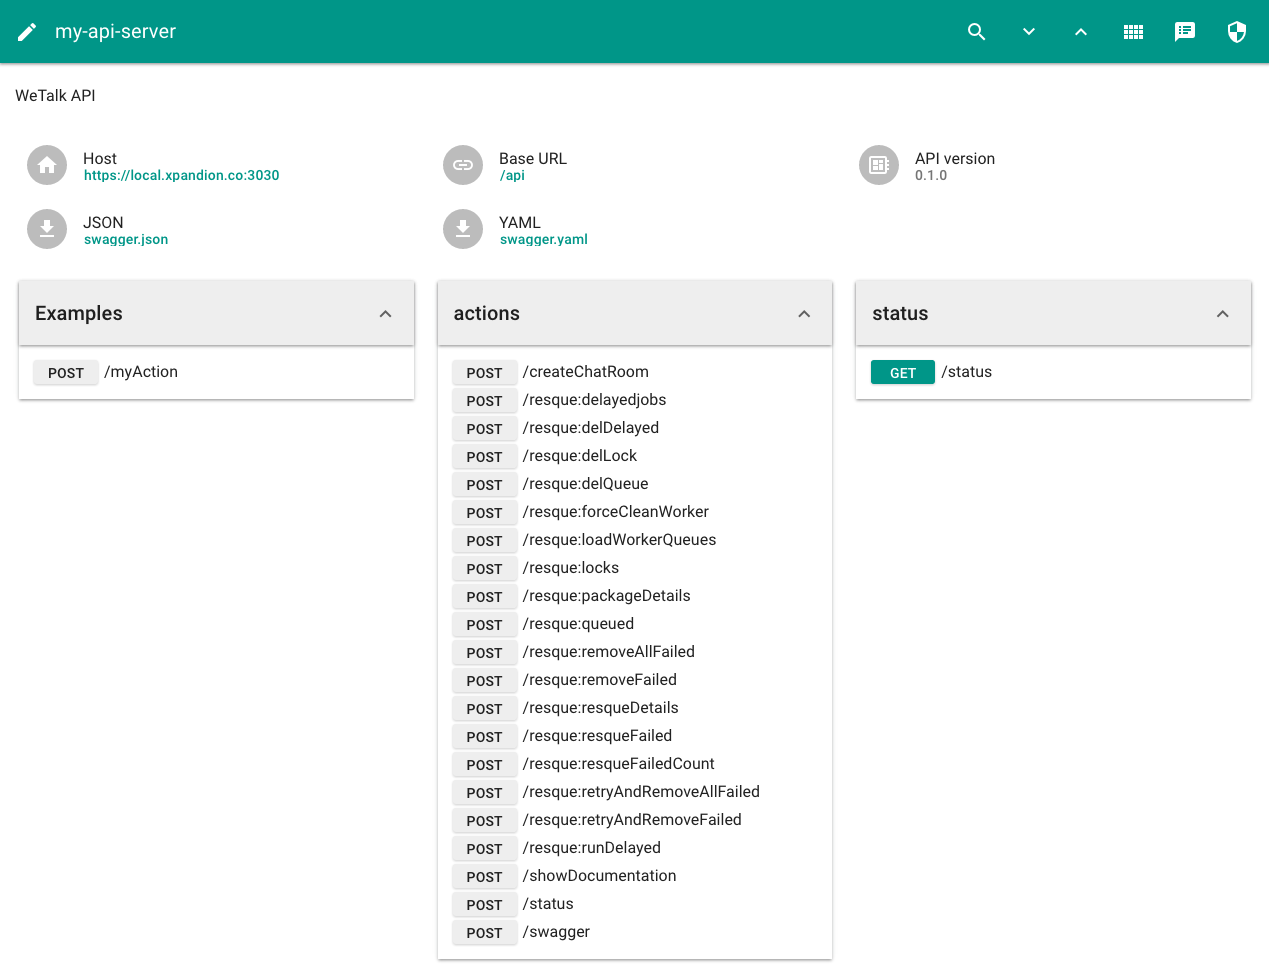 my-api-server
WeTalk API
Host
https://local.xpandion.co:3030
Base URL
/api
API version
0.1.0
JSON
swagger.json
YAML
swagger.yaml
Examples
POST /myAction
actions
POST /createChatRoom
POST /resque:delayedjobs
POST /resque:delDelayed
POST /resque:delLock
POST /resque:delQueue
POST /resque:forceCleanWorker
POST /resque:loadWorkerQueues
POST /resque:locks
POST /resque:packageDetails
POST /resque:queued
POST /resque:removeAllFailed
POST /resque:removeFailed
POST /resque:resqueDetails
POST /resque:resqueFailed
POST /resque:resqueFailedCount
POST /resque:retryAndRemoveAllFailed
POST /resque:retryAndRemoveFailed
POST /resque:runDelayed
POST /showDocumentation
POST /status
POST /swagger
status
GET /status